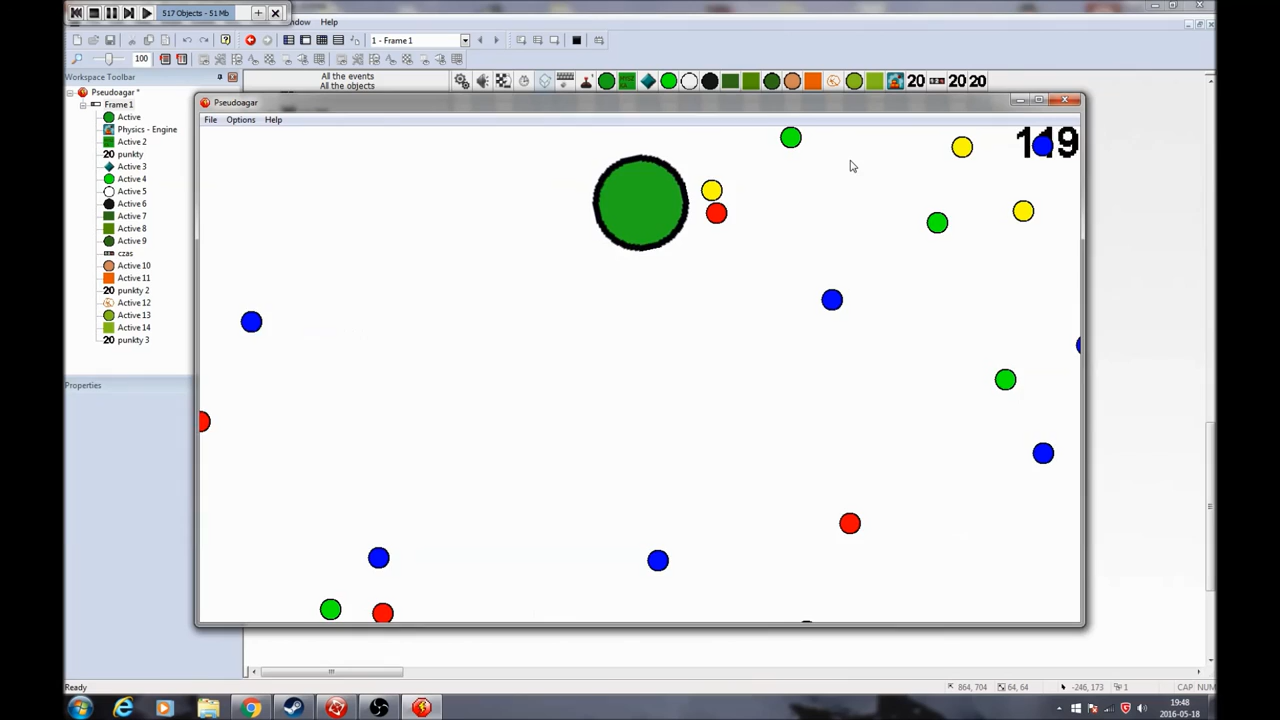 517 Objects - 51 Mb
Help
100
1 - Frame 1
Workspace Toolbar
All the events
All the objects
20
20 20
Pseudoagar *
Frame 1
Active
Physics - Engine
Active 2
20 punkty
Active 3
Active 4
Active 5
Active 6
Active 7
Active 8
Active 9
czas
Active 10
Active 11
20 punkty 2
Active 12
Active 13
Active 14
20 punkty 3
Properties
Pseudoagar
File Options Help
119
Ready
864, 704
64, 64
-246, 173
1
CAP NUM
19:48
2016-05-18